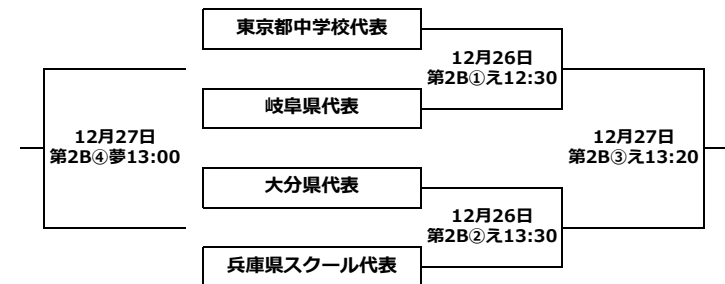 東京都中学校代表
12月26日
第2B①え12:30
岐阜県代表
12月27日
第2B④夢13:00
12月27日
第2B③え13:20
大分県代表
12月26日
第2B②え13:30
兵庫県スクール代表